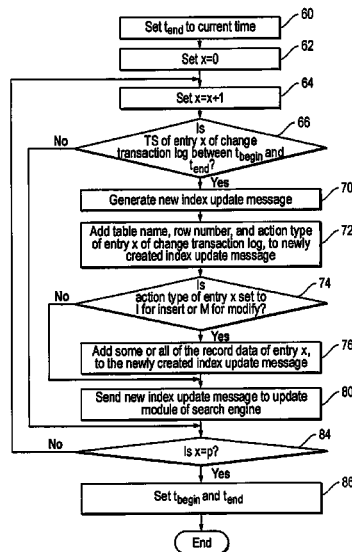 Set t_end to current time
60
Set x=0
62
Set x=x+1
64
Is
TS of entry x of change
transaction log between t_begin and
t_end?
66
No
Yes
Generate new index update message
70
Add table name, row number, and action type
of entry x of change transaction log, to newly
created index update message
72
Is
action type of entry x set to
I for insert or M for modify?
74
No
Yes
Add some or all of the record data of entry x,
to the newly created index update message
76
Send new index update message to update
module of search engine
80
Is x=p?
84
No
Yes
Set t_begin and t_end
86
End